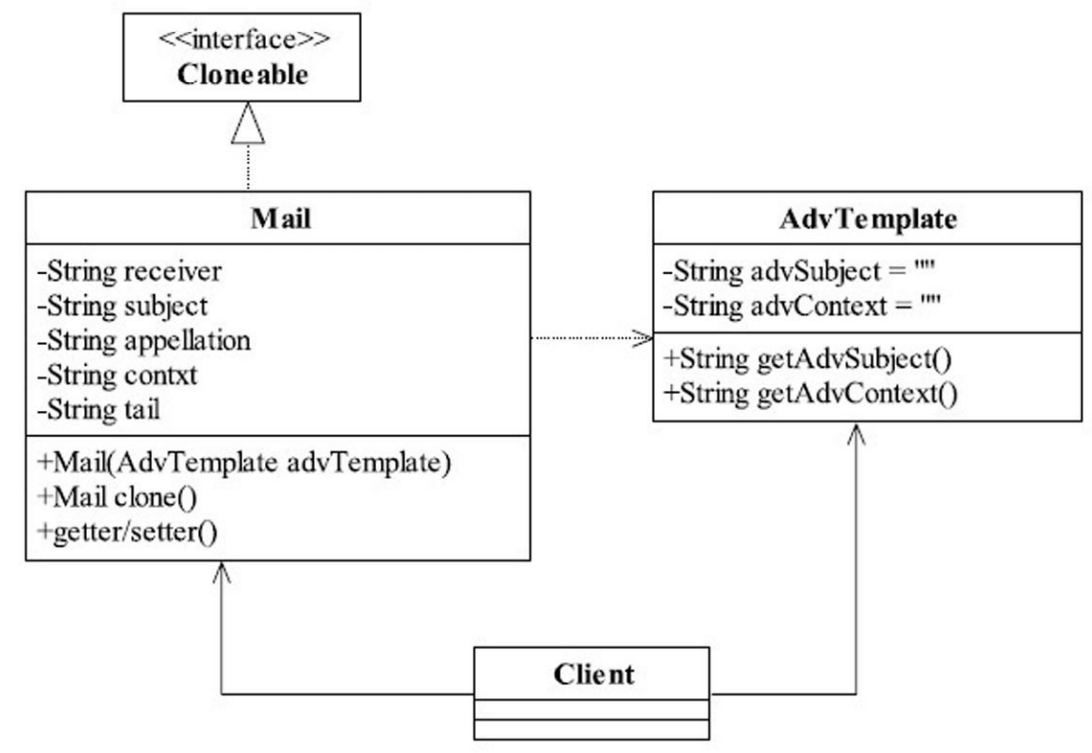 <<interface>>
Cloneable
Mail
-String receiver
-String subject
-String appellation
-String contxt
-String tail
+Mail(AdvTemplate advTemplate)
+Mail clone()
+getter/setter()
AdvTemplate
-String advSubject = ""
-String advContext = ""
+String getAdvSubject()
+String getAdvContext()
Client